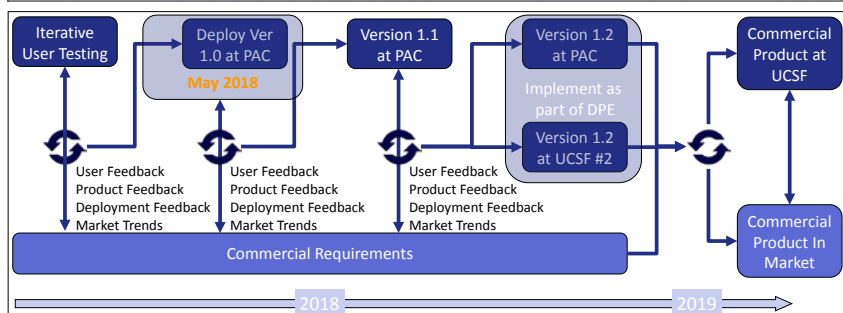 Iterative
User Testing
Deploy Ver
1.0 at PAC
May 2018
Version 1.1
at PAC
Version 1.2
at PAC
Implement as
part of DPE
Version 1.2
at UCSF #2
Commercial
Product at
UCSF
User Feedback
Product Feedback
Deployment Feedback
Market Trends
User Feedback
Product Feedback
Deployment Feedback
Market Trends
User Feedback
Product Feedback
Deployment Feedback
Market Trends
Commercial
Product In
Market
Commercial Requirements
2018
2019